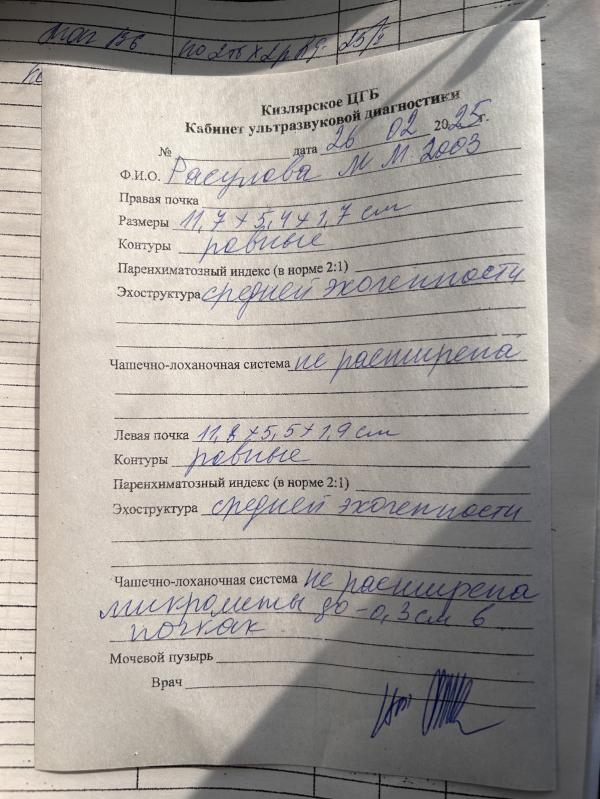 по 2тб х 2р
Кизлярское ЦГБ
Кабинет ультразвуковой диагностики
№ дата 26 02 2025г.
Ф.И.О. Расулова М М. 2003
Правая почка
Размеры 11,7 х 5,4 х 1,7 см
Контуры ровные
Паренхиматозный индекс (в норме 2:1)
Эхоструктура средней эхогенности
Чашечно-лоханочная система не расширена
Левая почка 11,8 х 5,5 х 1,9 см
Контуры ровные
Паренхиматозный индекс (в норме 2:1)
Эхоструктура средней эхогенности
Чашечно-лоханочная система не расширена
микролиты до -0,3 см в
почках
Мочевой пузырь
Врач